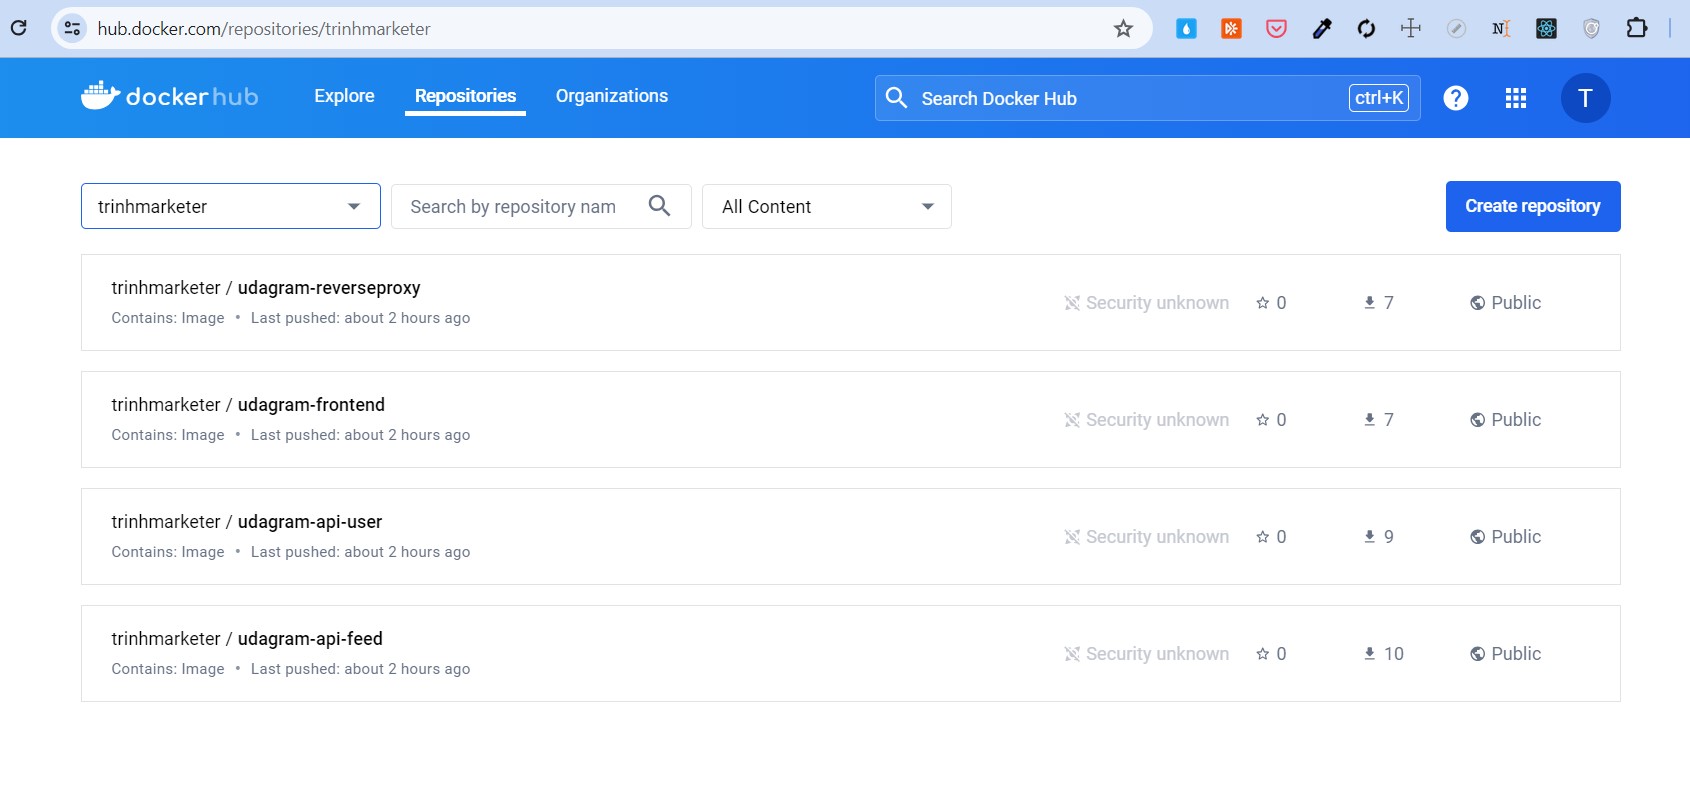 hub.docker.com/repositories/trinhmarketer
docker hub Explore Repositories Organizations Search Docker Hub ctrl+K ? T
trinhmarketer Search by repository nam All Content Create repository
trinhmarketer / udagram-reverseproxy
Contains: Image • Last pushed: about 2 hours ago
Security unknown 0 7 Public
trinhmarketer / udagram-frontend
Contains: Image • Last pushed: about 2 hours ago
Security unknown 0 7 Public
trinhmarketer / udagram-api-user
Contains: Image • Last pushed: about 2 hours ago
Security unknown 0 9 Public
trinhmarketer / udagram-api-feed
Contains: Image • Last pushed: about 2 hours ago
Security unknown 0 10 Public